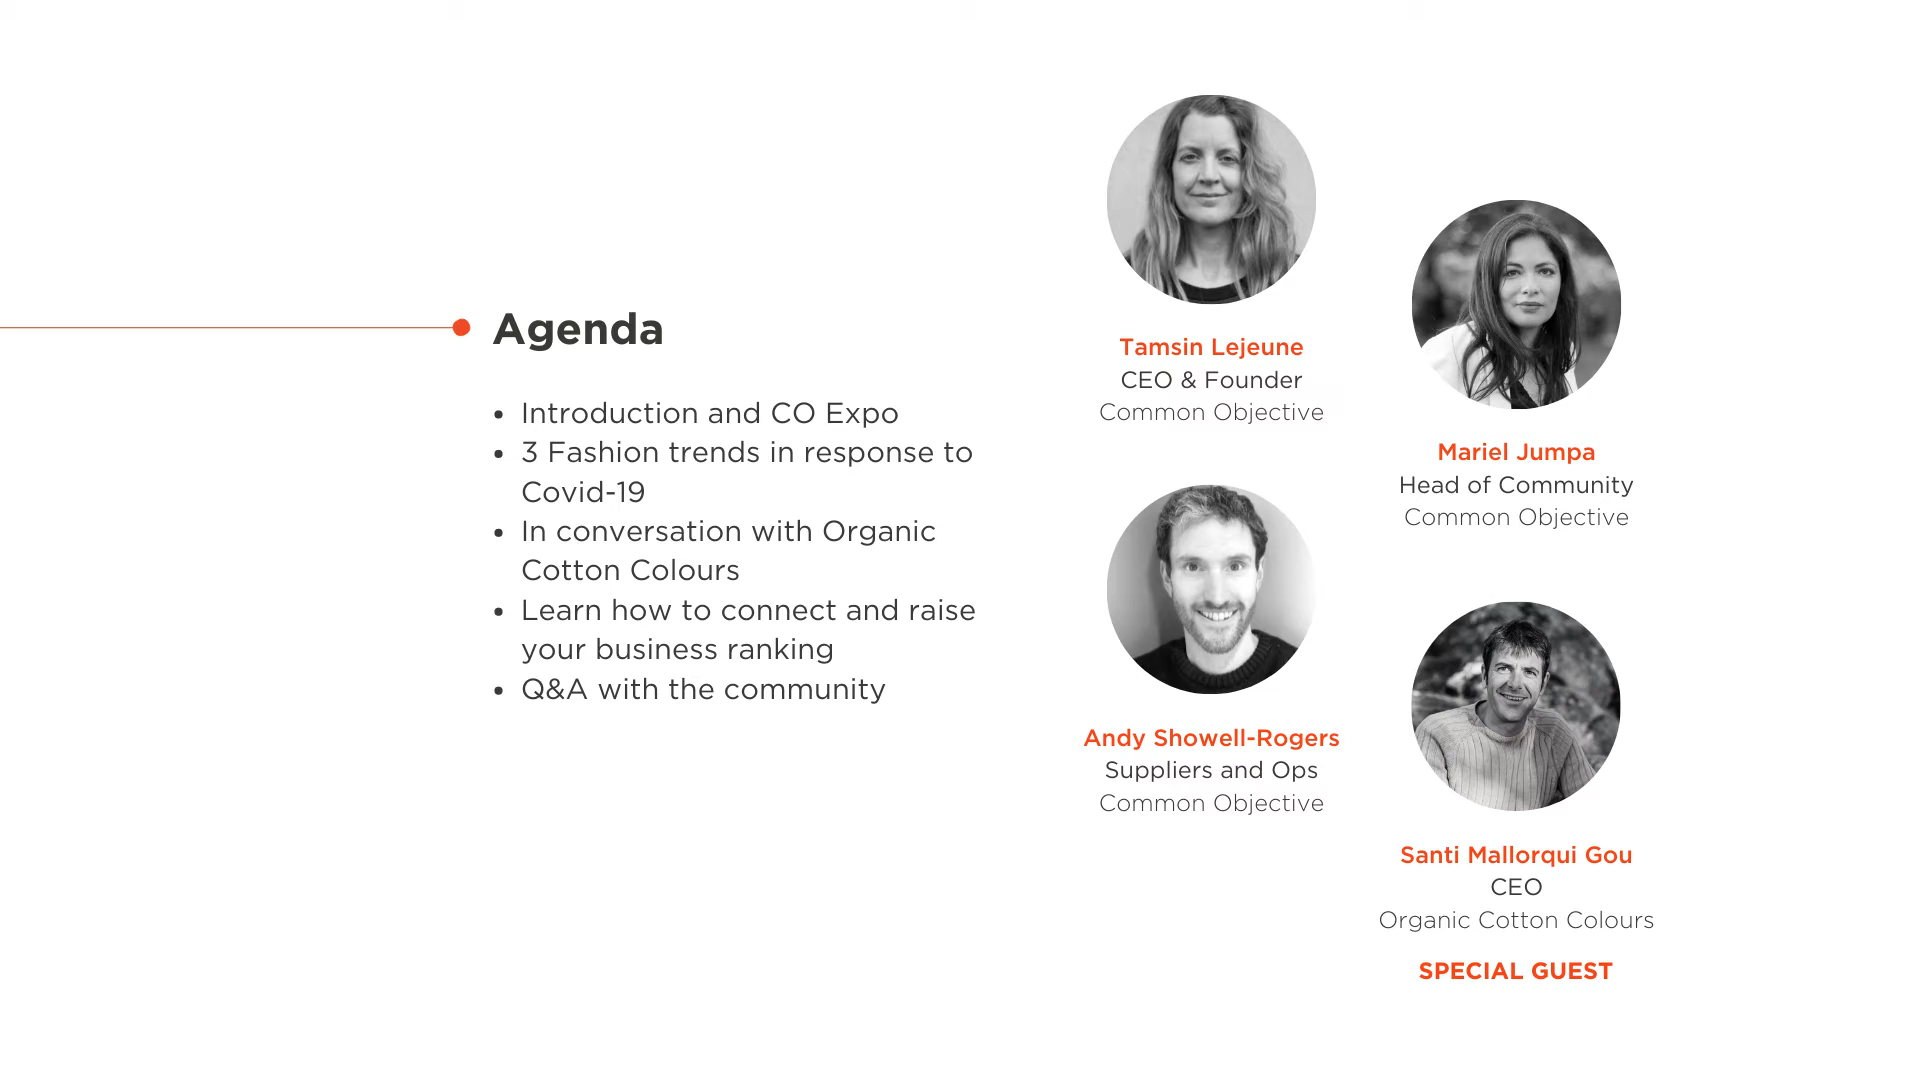 Agenda
• Introduction and CO Expo
• 3 Fashion trends in response to
Covid-19
• In conversation with Organic
Cotton Colours
• Learn how to connect and raise
your business ranking
• Q&A with the community
Tamsin Lejeune
CEO & Founder
Common Objective
Mariel Jumpa
Head of Community
Common Objective
Andy Showell-Rogers
Suppliers and Ops
Common Objective
Santi Mallorqui Gou
CEO
Organic Cotton Colours
SPECIAL GUEST